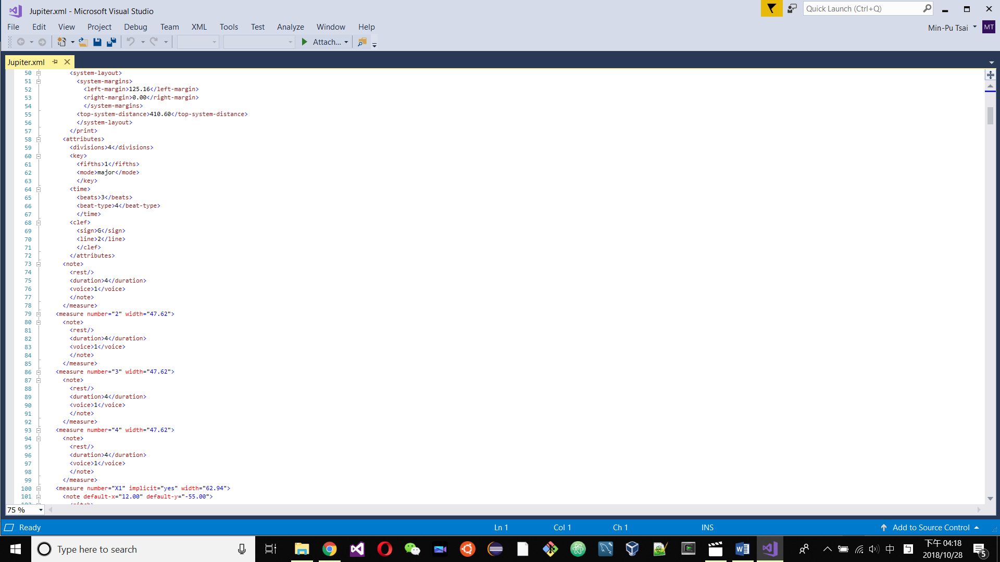 Jupiter.xml - Microsoft Visual Studio
Quick Launch (Ctrl+Q)
File Edit View Project Debug Team XML Tools Test Analyze Window Help
Min-Pu Tsai MT
Attach...
Jupiter.xml
50 <system-layout>
51 <system-margins>
52 <left-margin>125.16</left-margin>
53 <right-margin>0.00</right-margin>
54 </system-margins>
55 <top-system-distance>410.60</top-system-distance>
56 </system-layout>
57 </print>
58 <attributes>
59 <divisions>4</divisions>
60 <key>
61 <fifths>1</fifths>
62 <mode>major</mode>
63 </key>
64 <time>
65 <beats>3</beats>
66 <beat-type>4</beat-type>
67 </time>
68 <clef>
69 <sign>G</sign>
70 <line>2</line>
71 </clef>
72 </attributes>
73 <note>
74 <rest/>
75 <duration>4</duration>
76 <voice>1</voice>
77 </note>
78 </measure>
79 <measure number="2" width="47.62">
80 <note>
81 <rest/>
82 <duration>4</duration>
83 <voice>1</voice>
84 </note>
85 </measure>
86 <measure number="3" width="47.62">
87 <note>
88 <rest/>
89 <duration>4</duration>
90 <voice>1</voice>
91 </note>
92 </measure>
93 <measure number="4" width="47.62">
94 <note>
95 <rest/>
96 <duration>4</duration>
97 <voice>1</voice>
98 </note>
99 </measure>
100 <measure number="X1" implicit="yes" width="62.94">
101 <note default-x="12.00" default-y="-55.00">
75 %
Ready Ln 1 Col 1 Ch 1 INS Add to Source Control
Type here to search
中
下午 04:18
2018/10/28
5